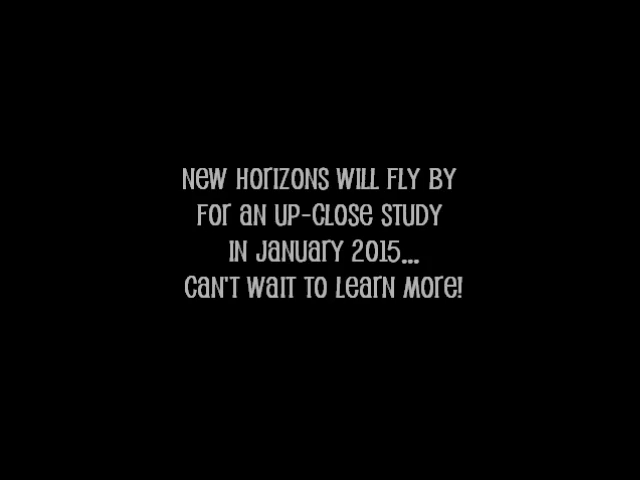 New Horizons will fly by
for an up-close study
in January 2015...
Can't wait to learn more!